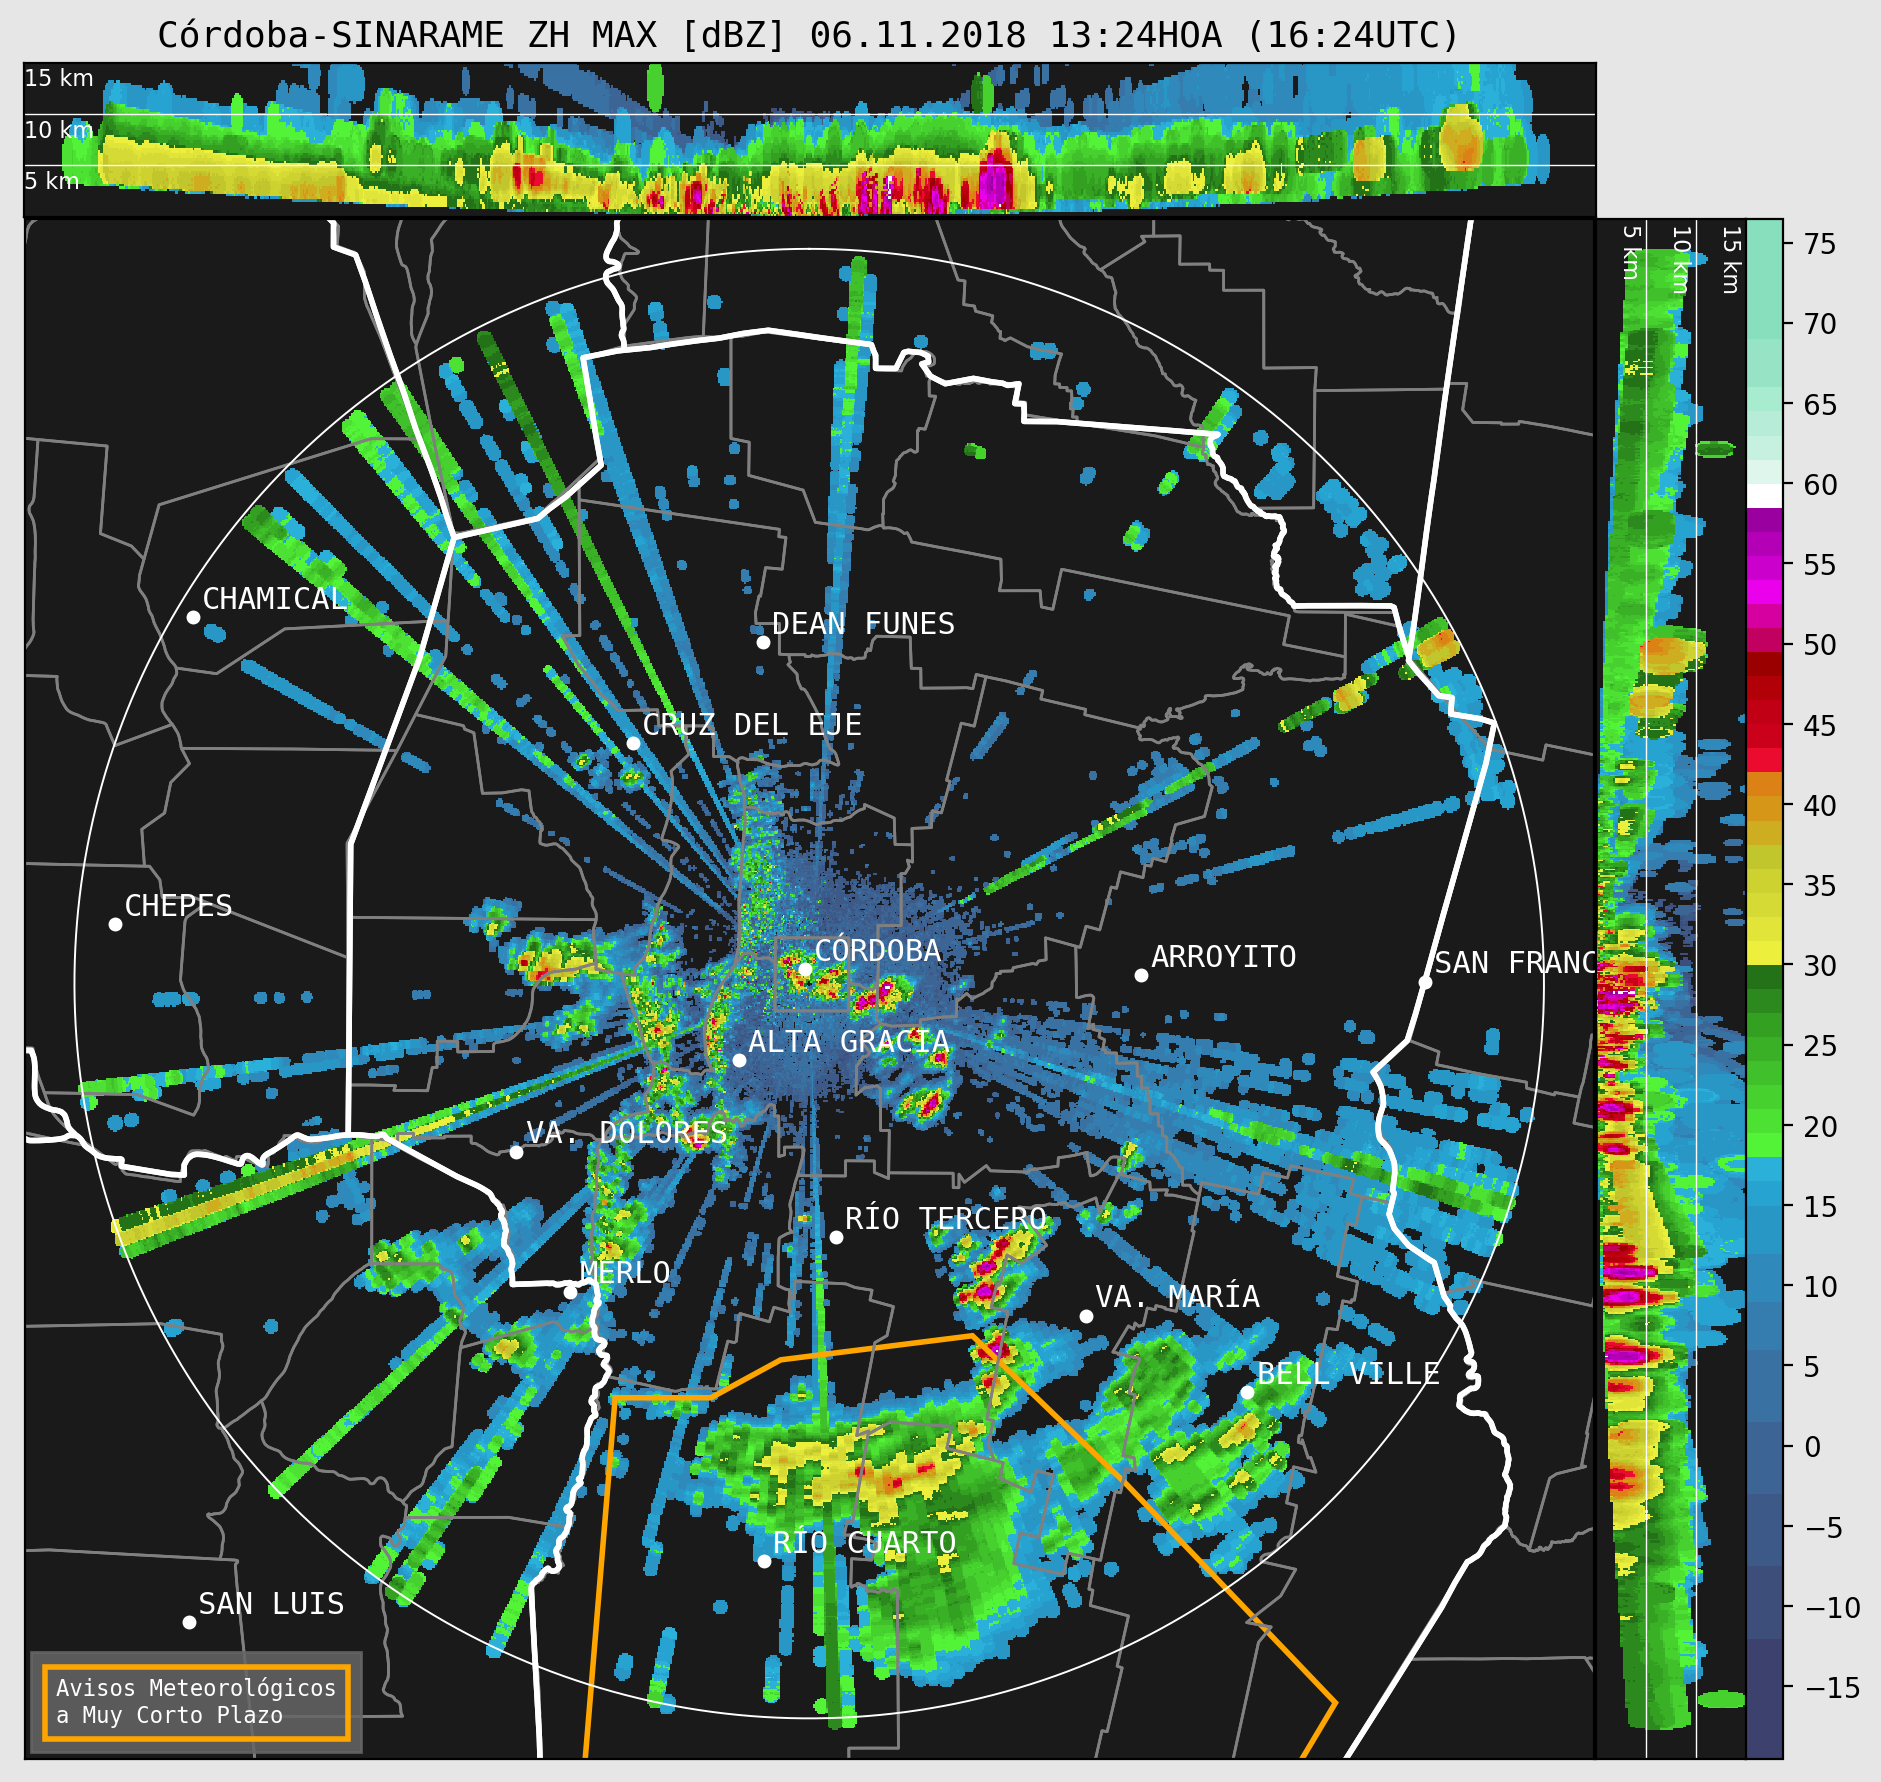 Córdoba-SINARAME ZH MAX [dBZ] 06.11.2018 13:24HOA (16:24UTC)
15 km
10 km
5 km
5 km
10 km
15 km
75
70
65
60
55
50
45
40
35
30
25
20
15
10
5
0
−5
−10
−15
CHAMICAL
DEAN FUNES
CRUZ DEL EJE
CHEPES
CÓRDOBA
ARROYITO
SAN FRANC
ALTA GRACIA
VA. DOLORES
RÍO TERCERO
MERLO
VA. MARÍA
BELL VILLE
RÍO CUARTO
SAN LUIS
Avisos Meteorológicos
a Muy Corto Plazo